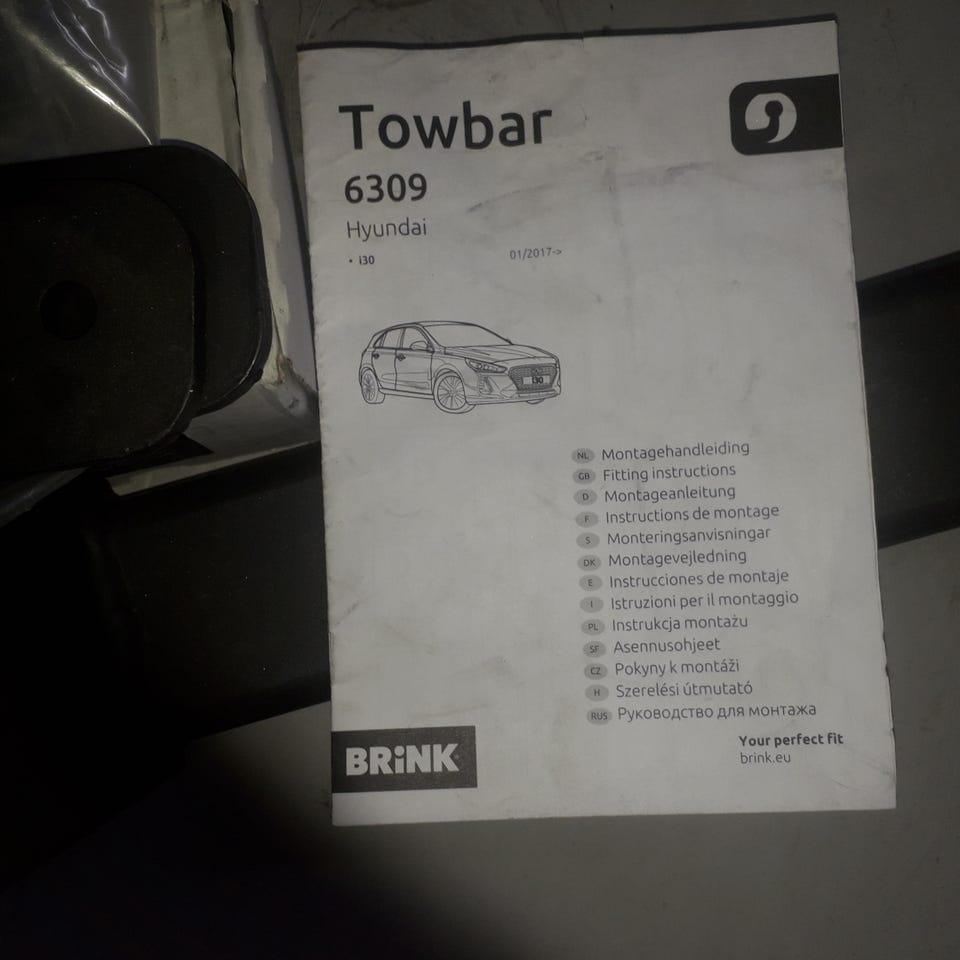 Towbar
6309
Hyundai
• i30 01/2017->
i30
NL Montagehandleiding
GB Fitting instructions
D Montageanleitung
F Instructions de montage
S Monteringsanvisningar
DK Montagevejledning
E Instrucciones de montaje
I Istruzioni per il montaggio
PL Instrukcja montażu
SF Asennusohjeet
CZ Pokyny k montáži
H Szerelési útmutató
RUS Руководство для монтажа
Your perfect fit
brink.eu
BRiNK